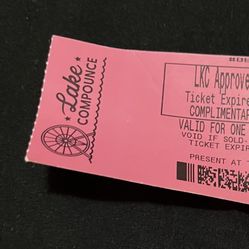 Lake
COMPOUNCE
LKC Approve
Ticket Expire
COMPLIMENTAR
VALID FOR ONE
VOID IF SOLD-
TICKET EXPIR
PRESENT AT